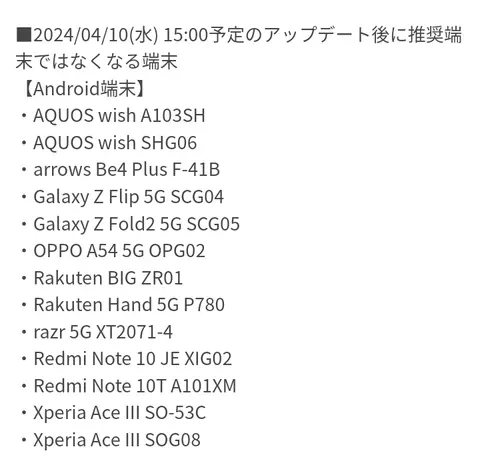 ■2024/04/10(水) 15:00予定のアップデート後に推奨端
末ではなくなる端末
【Android端末】
・AQUOS wish A103SH
・AQUOS wish SHG06
・arrows Be4 Plus F-41B
・Galaxy Z Flip 5G SCG04
・Galaxy Z Fold2 5G SCG05
・OPPO A54 5G OPG02
・Rakuten BIG ZR01
・Rakuten Hand 5G P780
・razr 5G XT2071-4
・Redmi Note 10 JE XIG02
・Redmi Note 10T A101XM
・Xperia Ace III SO-53C
・Xperia Ace III SOG08